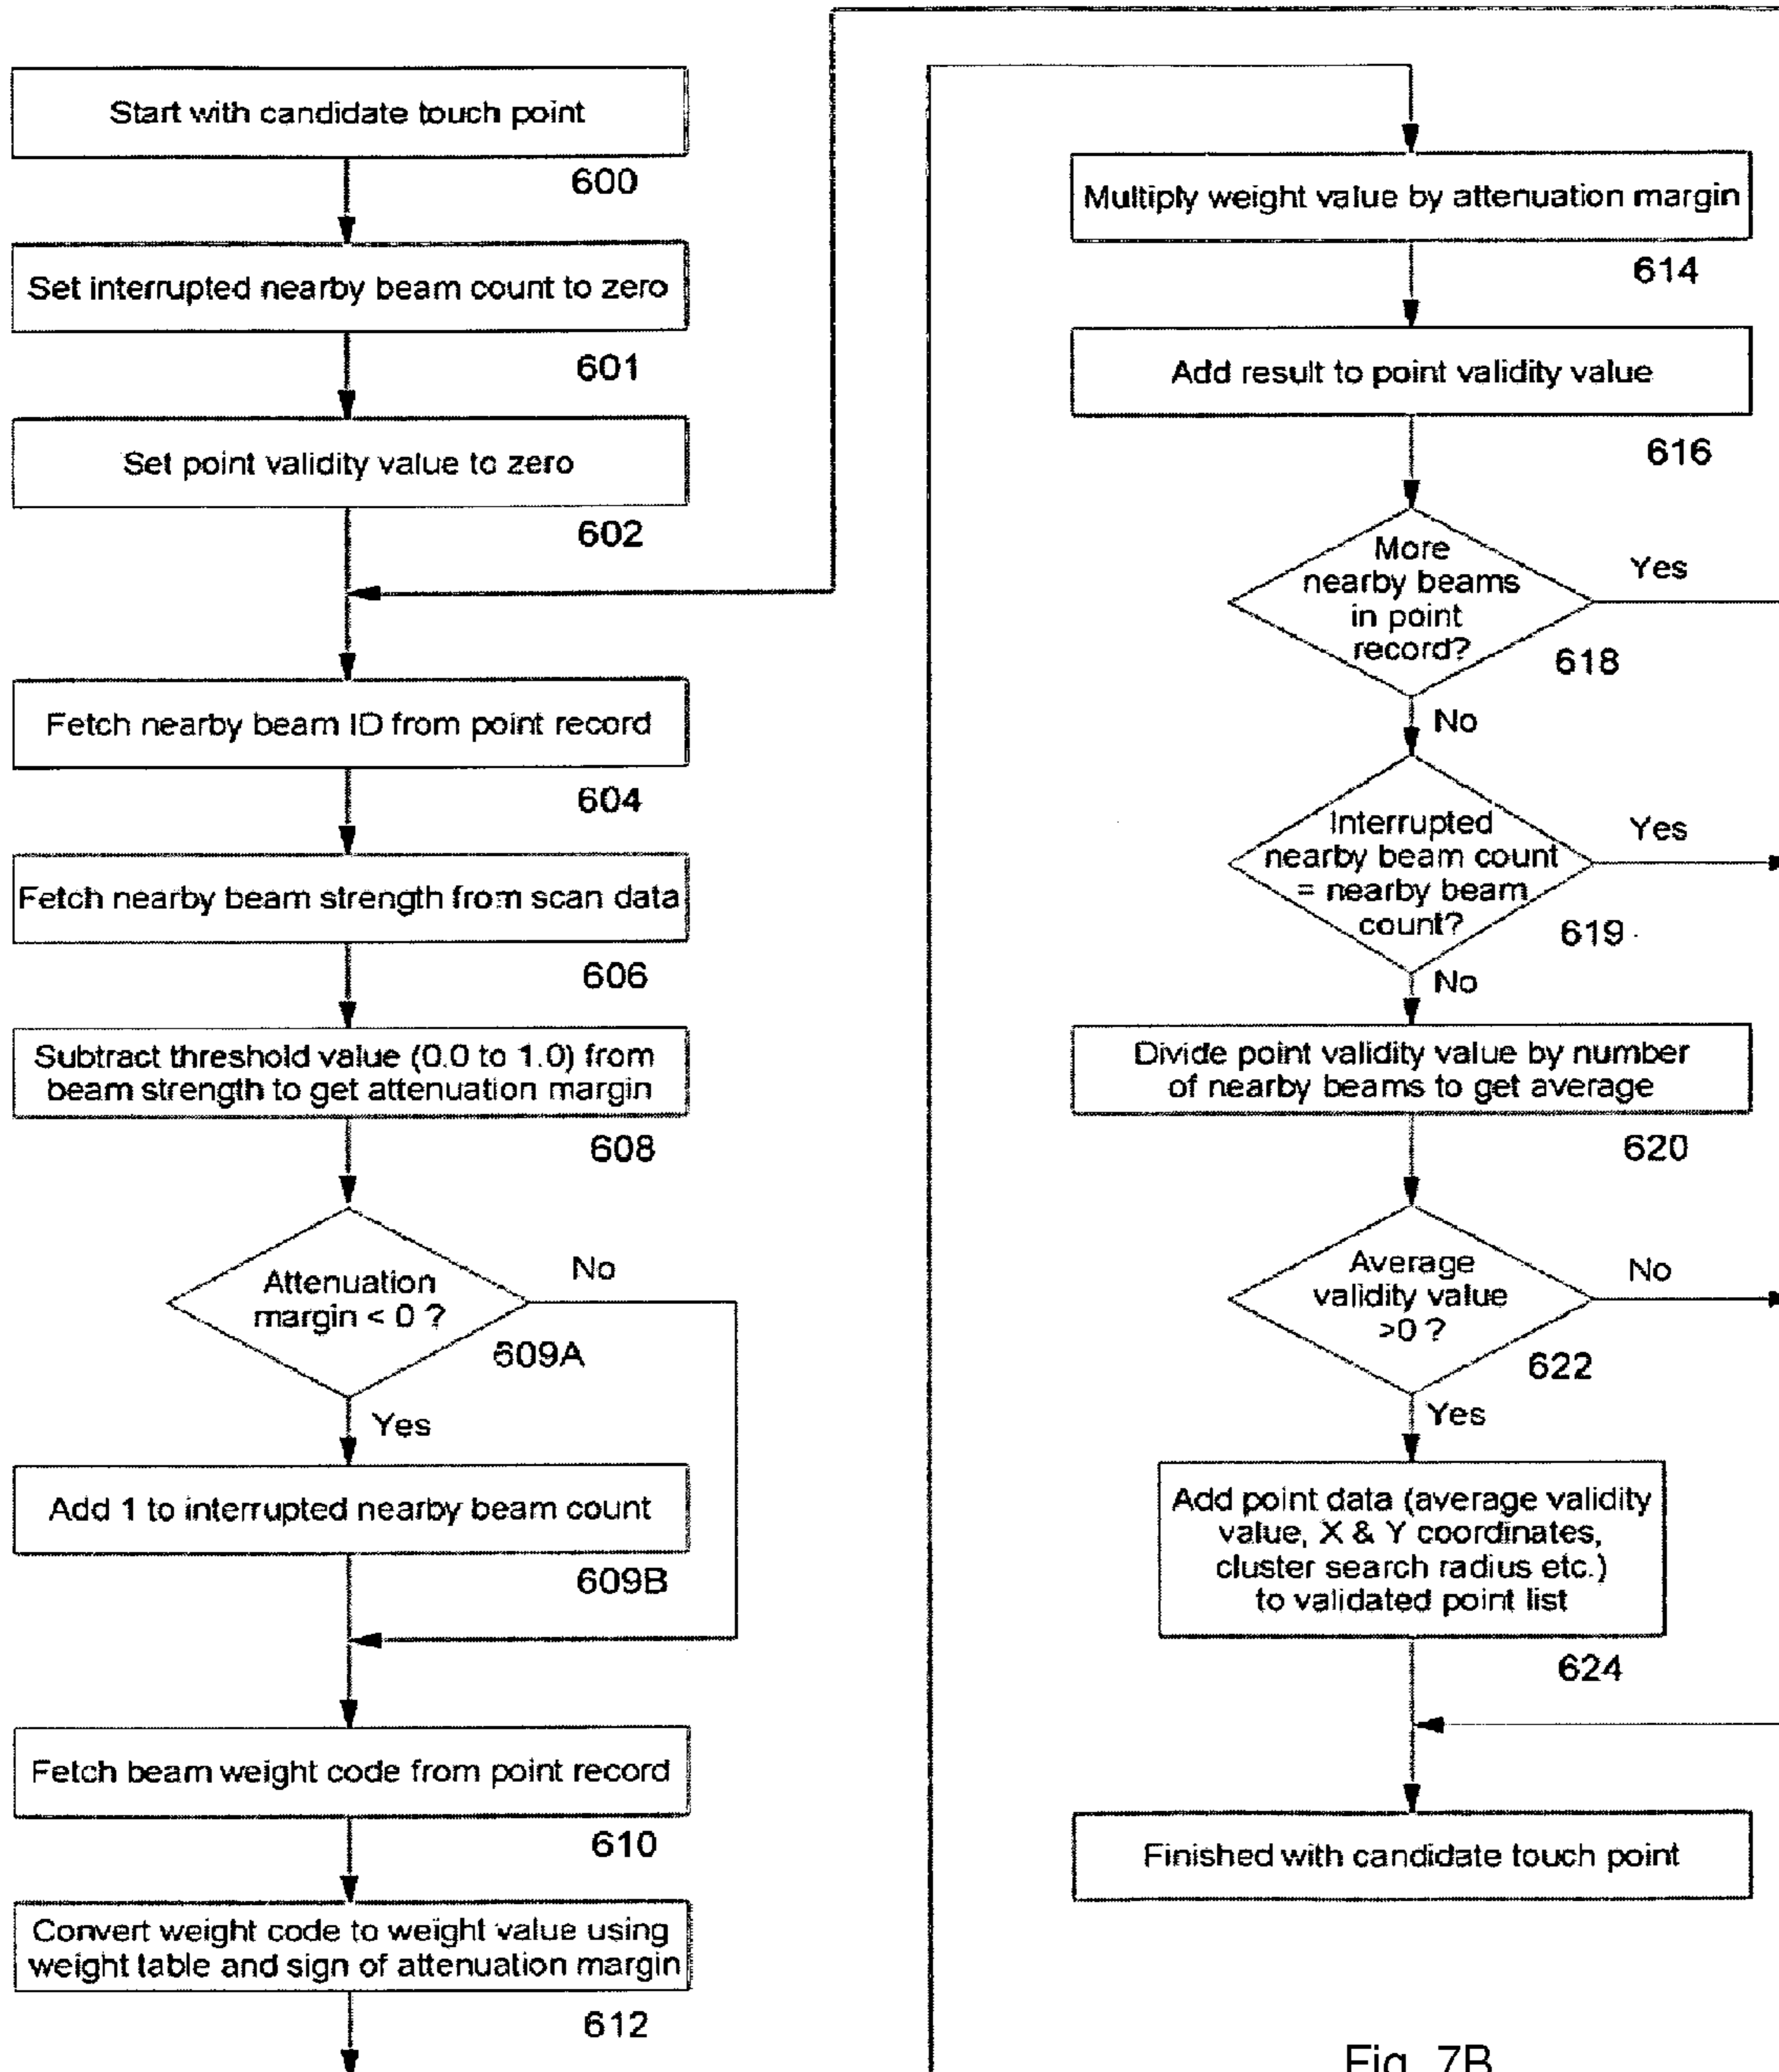 Start with candidate touch point
600
Set interrupted nearby beam count to zero
601
Set point validity value to zero
602
Fetch nearby beam ID from point record
604
Fetch nearby beam strength from scan data
606
Subtract threshold value (0.0 to 1.0) from
beam strength to get attenuation margin
608
Attenuation
margin < 0 ?
No
609A
Yes
Add 1 to interrupted nearby beam count
609B
Fetch beam weight code from point record
610
Convert weight code to weight value using
weight table and sign of attenuation margin
612
Multiply weight value by attenuation margin
614
Add result to point validity value
616
More
nearby beams
in point
record?
Yes
618
No
Interrupted
nearby beam count
= nearby beam
count?
Yes
619
No
Divide point validity value by number
of nearby beams to get average
620
Average
validity value
>0 ?
No
622
Yes
Add point data (average validity
value, X & Y coordinates,
cluster search radius etc.)
to validated point list
624
Finished with candidate touch point
Fig. 7B